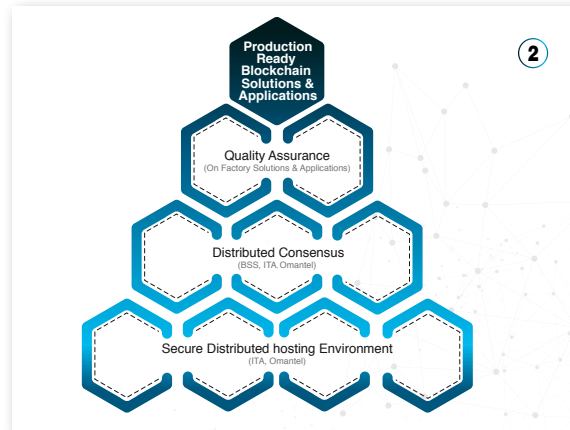 Production
Ready
Blockchain
Solutions &
Applications
2
Quality Assurance
(On Factory Solutions & Applications)
Distributed Consensus
(BSS, ITA, Omantel)
Secure Distributed hosting Environment
(ITA, Omantel)